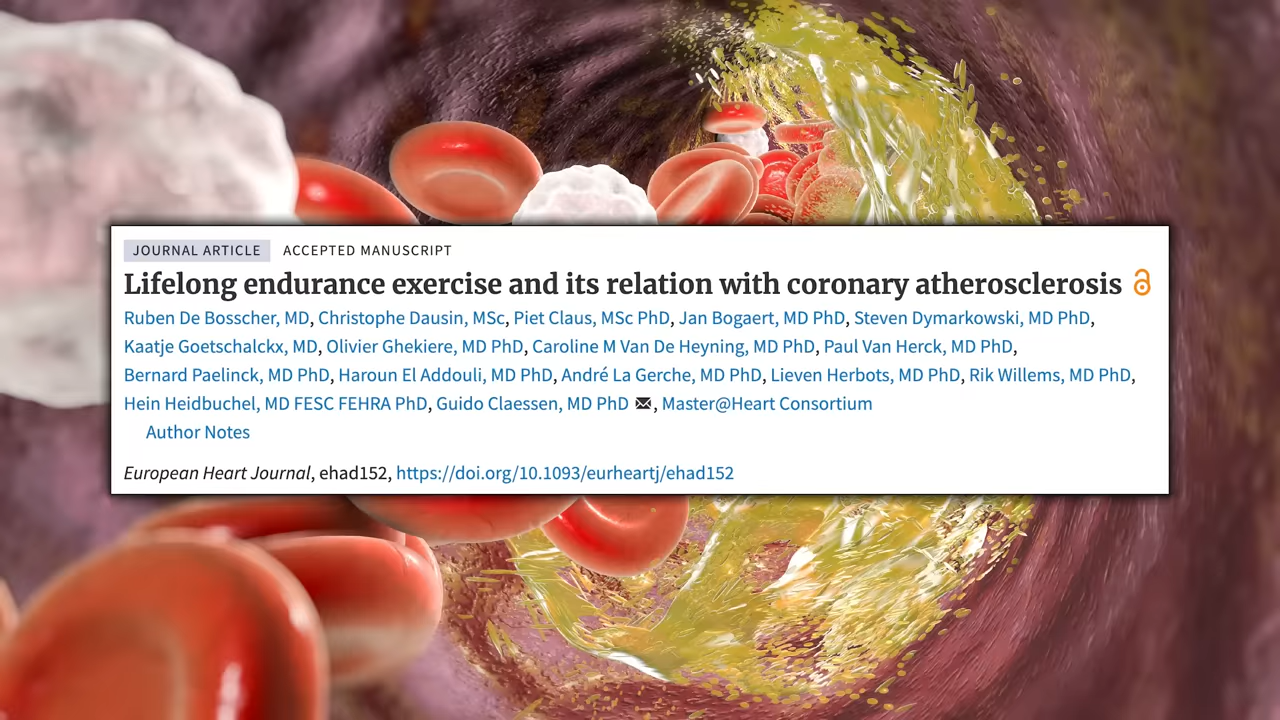 JOURNAL ARTICLE ACCEPTED MANUSCRIPT
Lifelong endurance exercise and its relation with coronary atherosclerosis
Ruben De Bosscher, MD, Christophe Dausin, MSc, Piet Claus, MSc PhD, Jan Bogaert, MD PhD, Steven Dymarkowski, MD PhD,
Kaatje Goetschalckx, MD, Olivier Ghekiere, MD PhD, Caroline M Van De Heyning, MD PhD, Paul Van Herck, MD PhD,
Bernard Paelinck, MD PhD, Haroun El Addouli, MD PhD, André La Gerche, MD PhD, Lieven Herbots, MD PhD, Rik Willems, MD PhD,
Hein Heidbuchel, MD FESC FEHRA PhD, Guido Claessen, MD PhD, Master@Heart Consortium
Author Notes
European Heart Journal, ehad152, https://doi.org/10.1093/eurheartj/ehad152